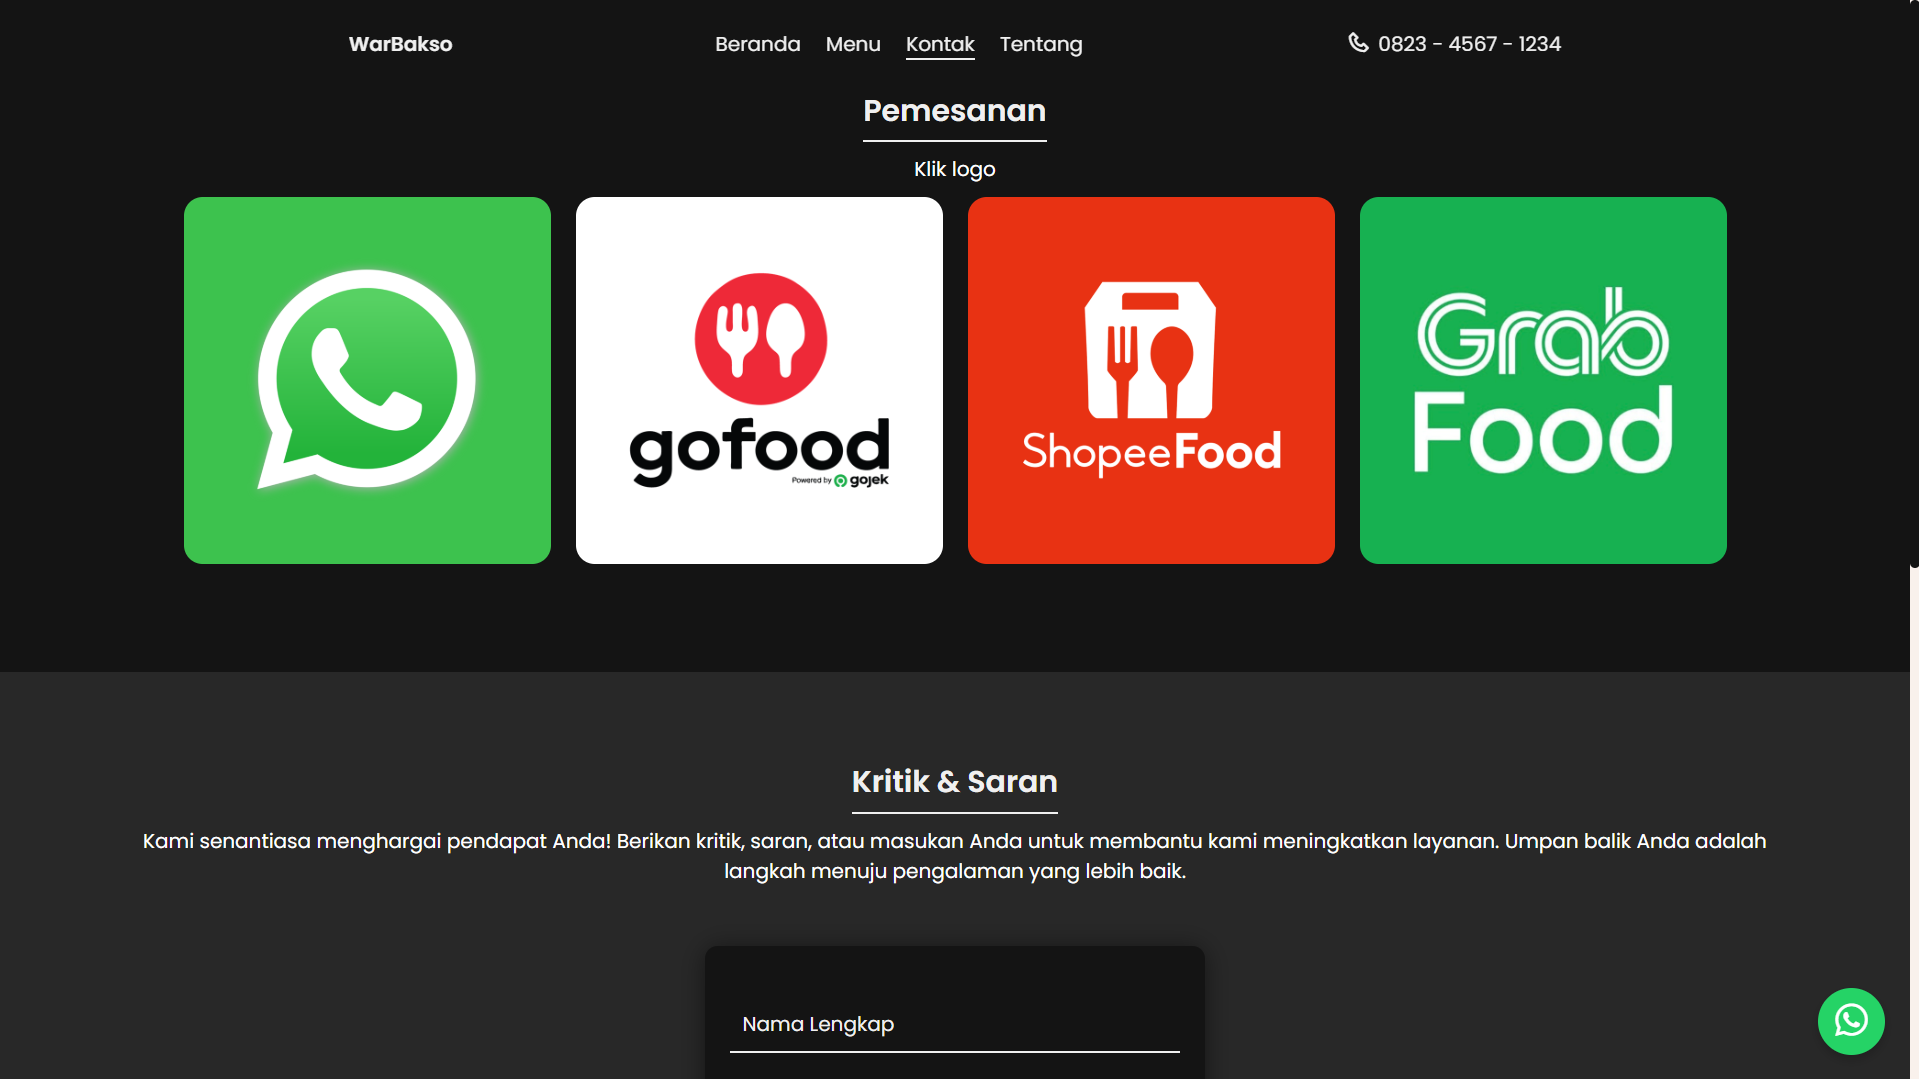 WarBakso
Beranda Menu Kontak Tentang
0823 - 4567 - 1234
Pemesanan
Klik logo
gofood
Powered by gojek
ShopeeFood
Grab
Food
Kritik & Saran
Kami senantiasa menghargai pendapat Anda! Berikan kritik, saran, atau masukan Anda untuk membantu kami meningkatkan layanan. Umpan balik Anda adalah
langkah menuju pengalaman yang lebih baik.
Nama Lengkap